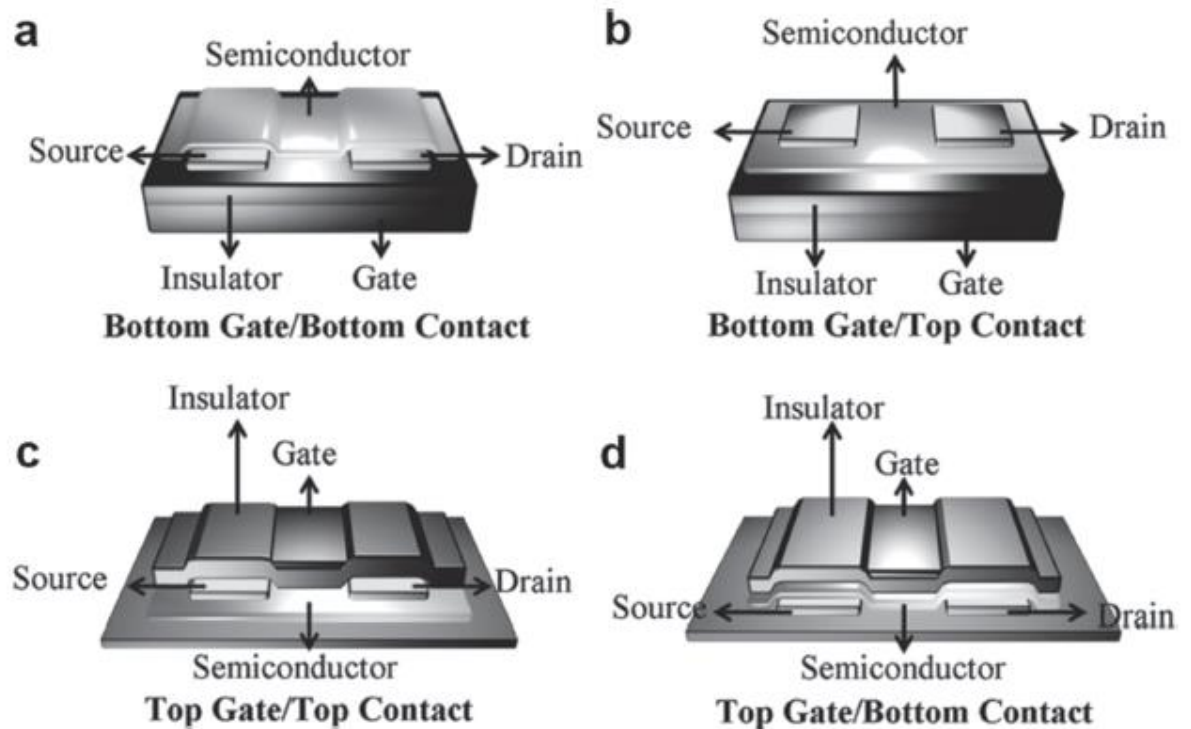 a
Semiconductor
Source
Drain
Insulator
Gate
Bottom Gate/Bottom Contact
b
Semiconductor
Source
Drain
Insulator
Gate
Bottom Gate/Top Contact
c
Insulator
Gate
Source
Drain
Semiconductor
Top Gate/Top Contact
d
Insulator
Gate
Source
Drain
Semiconductor
Top Gate/Bottom Contact